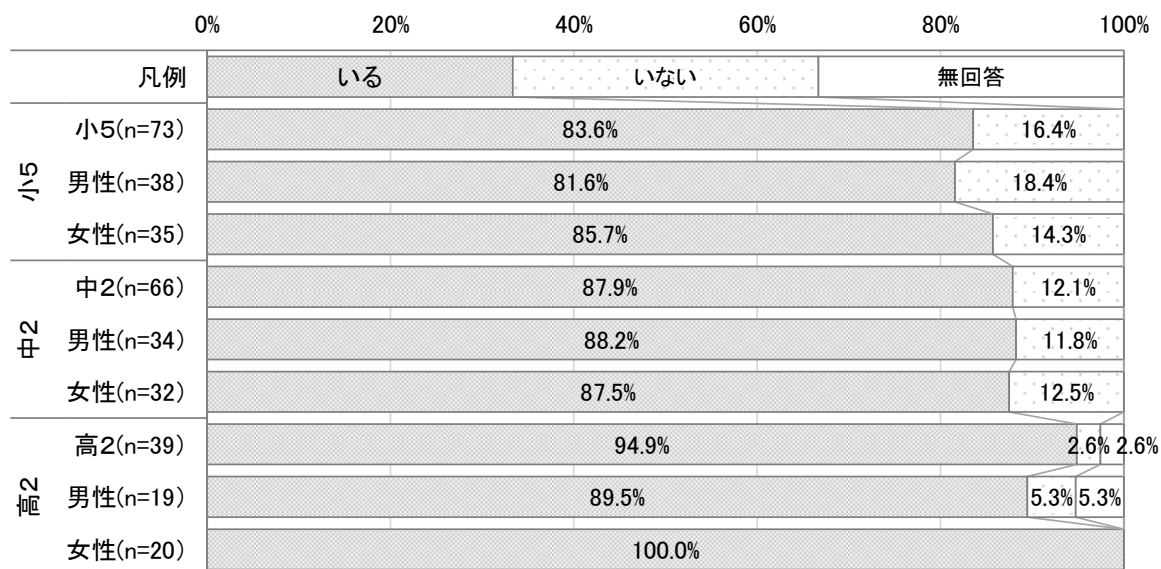 0% 20% 40% 60% 80% 100%
凡例 いる いない 無回答
小5
小5(n=73) 83.6% 16.4%
男性(n=38) 81.6% 18.4%
女性(n=35) 85.7% 14.3%
中2
中2(n=66) 87.9% 12.1%
男性(n=34) 88.2% 11.8%
女性(n=32) 87.5% 12.5%
高2
高2(n=39) 94.9% 2.6% 2.6%
男性(n=19) 89.5% 5.3% 5.3%
女性(n=20) 100.0%